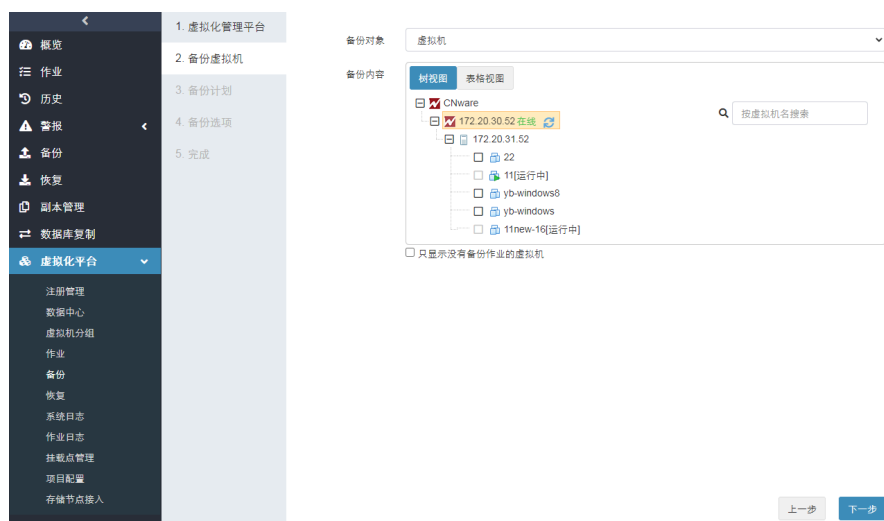 概览
作业
历史
警报
备份
恢复
副本管理
数据库复制
虚拟化平台
注册管理
数据中心
虚拟机分组
作业
备份
恢复
系统日志
作业日志
挂载点管理
项目配置
存储节点接入
1. 虚拟化管理平台
2. 备份虚拟机
3. 备份计划
4. 备份选项
5. 完成
备份对象
虚拟机
备份内容
树视图 表格视图
CNware
172.20.30.52 在线
172.20.31.52
22
11[运行中]
yb-windows8
yb-windows
11new-16[运行中]
按虚拟机名搜索
只显示没有备份作业的虚拟机
上一步 下一步